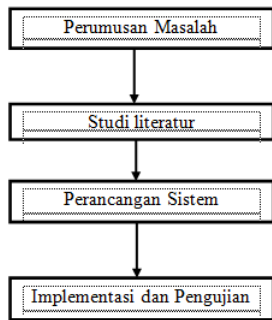 Perumusan Masalah
Studi literatur
Perancangan Sistem
Implementasi dan Pengujian